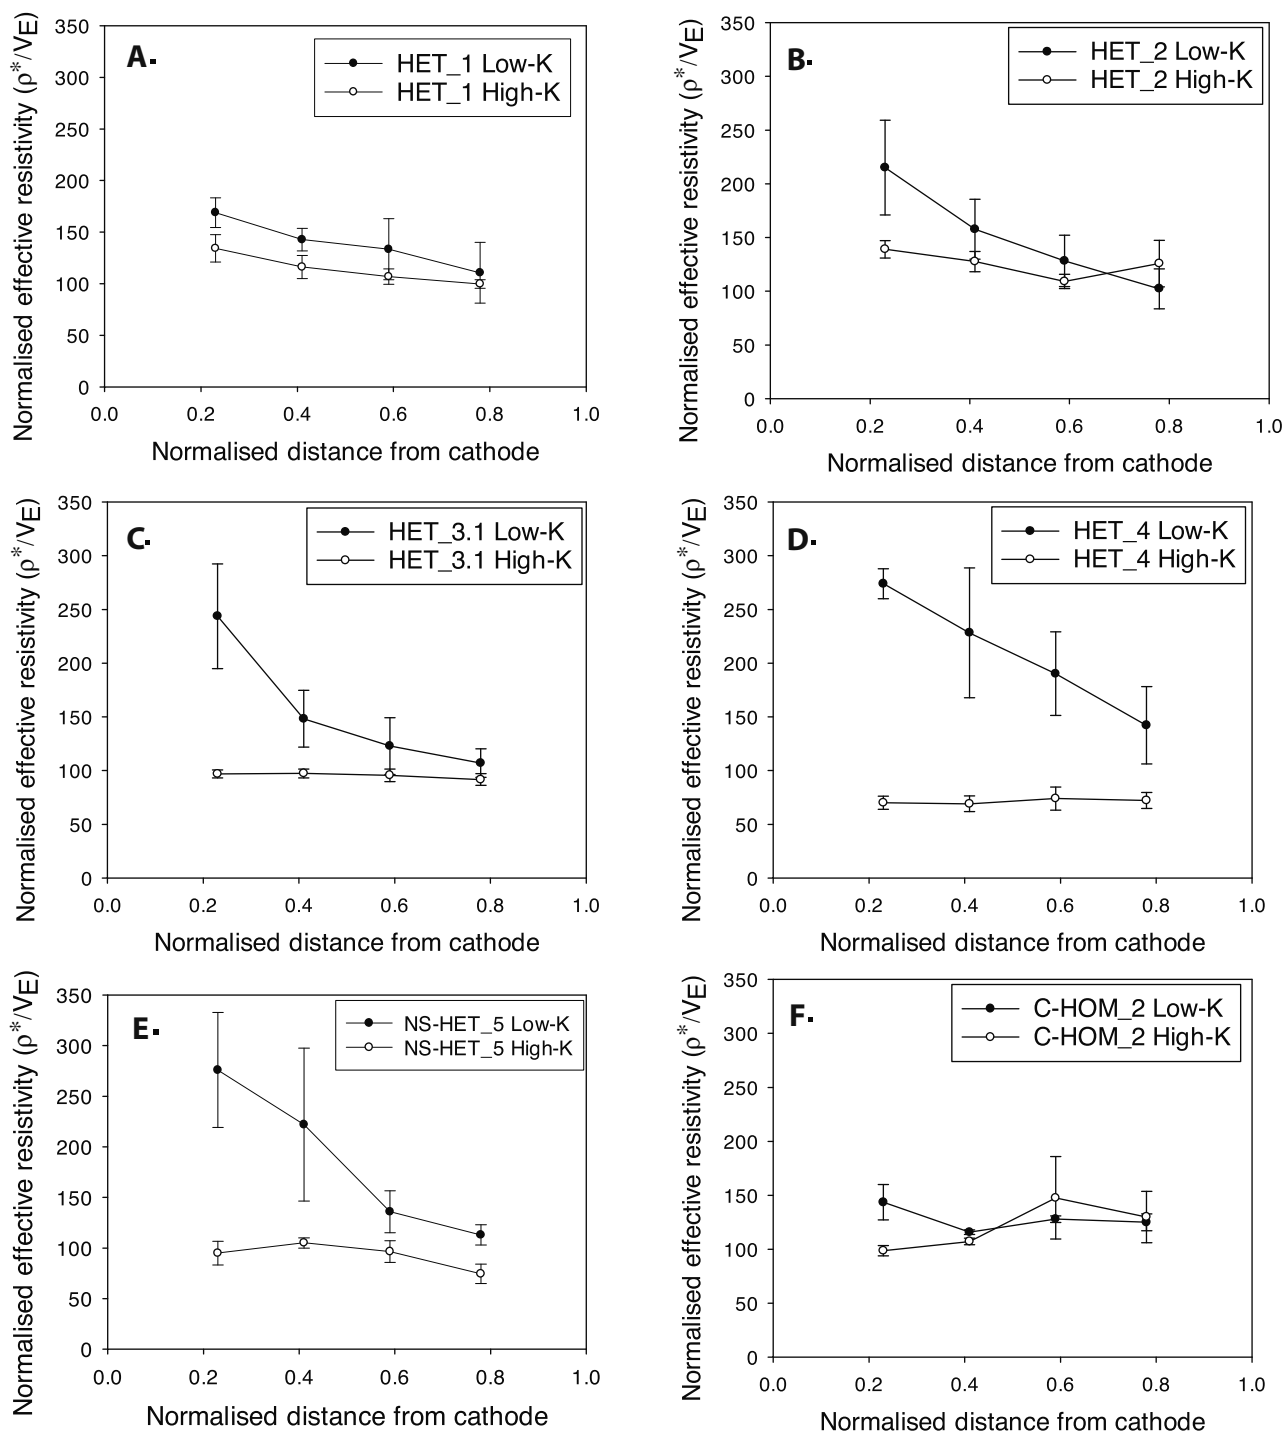 A.
Normalised effective resistivity (ρ*/VE)
HET_1 Low-K
HET_1 High-K
350
300
250
200
150
100
50
0
0.0 0.2 0.4 0.6 0.8 1.0
Normalised distance from cathode
B.
Normalised effective resistivity (ρ*/VE)
HET_2 Low-K
HET_2 High-K
350
300
250
200
150
100
50
0
0.0 0.2 0.4 0.6 0.8 1.0
Normalised distance from cathode
C.
Normalised effective resistivity (ρ*/VE)
HET_3.1 Low-K
HET_3.1 High-K
350
300
250
200
150
100
50
0
0.0 0.2 0.4 0.6 0.8 1.0
Normalised distance from cathode
D.
Normalised effective resistivity (ρ*/VE)
HET_4 Low-K
HET_4 High-K
350
300
250
200
150
100
50
0
0.0 0.2 0.4 0.6 0.8 1.0
Normalised distance from cathode
E.
Normalised effective resistivity (ρ*/VE)
NS-HET_5 Low-K
NS-HET_5 High-K
350
300
250
200
150
100
50
0
0.0 0.2 0.4 0.6 0.8 1.0
Normalised distance from cathode
F.
Normalised effective resistivity (ρ*/VE)
C-HOM_2 Low-K
C-HOM_2 High-K
350
300
250
200
150
100
50
0
0.0 0.2 0.4 0.6 0.8 1.0
Normalised distance from cathode